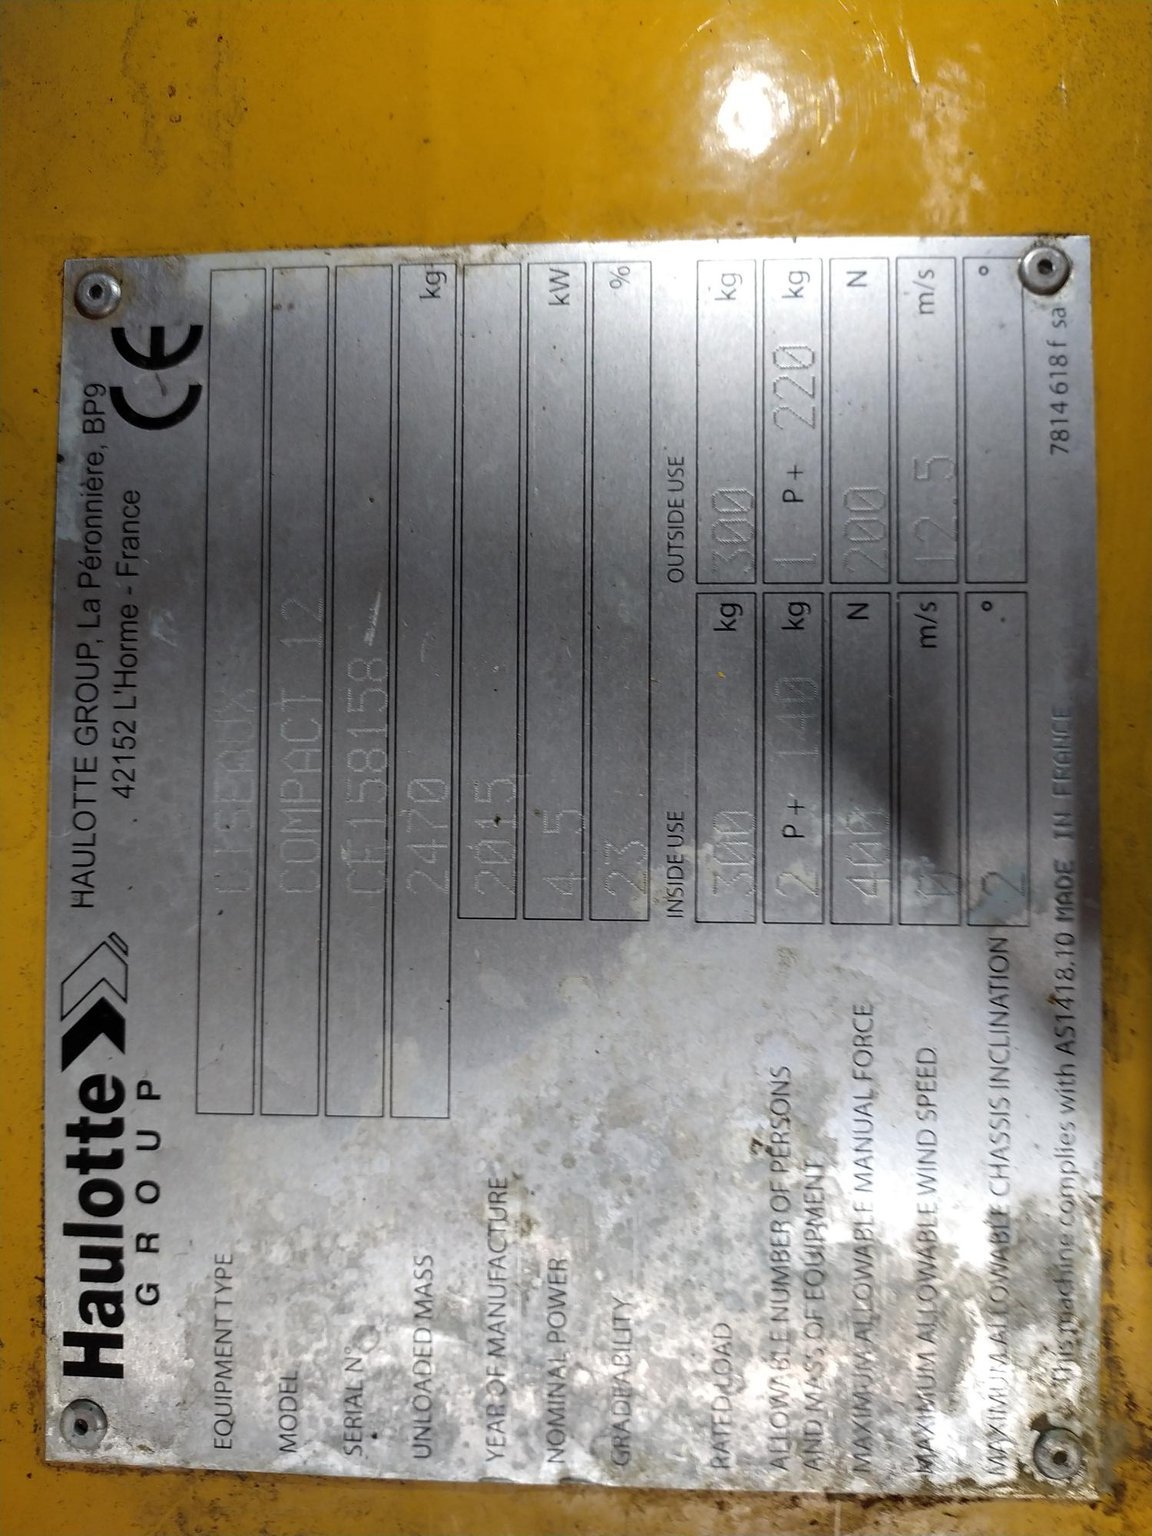 Haulotte
GROUP
HAULOTTE GROUP, La Péronnière, BP9
42152 L'Horme - France
CE
EQUIPMENT TYPE CISEAUX
MODEL COMPACT 12
SERIAL N° CE158158
UNLOADED MASS 2470 kg
YEAR OF MANUFACTURE 2015
NOMINAL POWER 4.5 kW
GRADEABILITY 23 %
INSIDE USE OUTSIDE USE
RATED LOAD 300 kg 300 kg
ALLOWABLE NUMBER OF PERSONS
AND MASS OF EQUIPMENT 2 P + 140 kg 1 P + 220 kg
MAXIMUM ALLOWABLE MANUAL FORCE 400 N 200 N
MAXIMUM ALLOWABLE WIND SPEED 0 m/s 12.5 m/s
MAXIMUM ALLOWABLE CHASSIS INCLINATION 2 ° °
This machine complies with AS1418.10 MADE IN FRANCE 7814 618 f sa